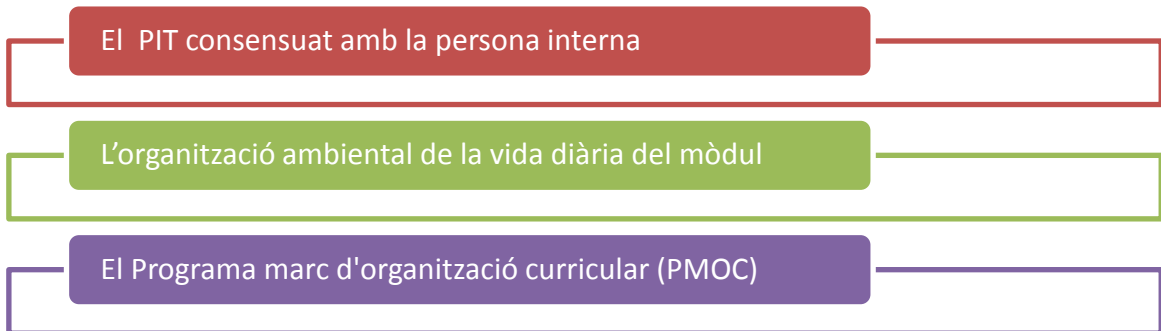 El  PIT consensuat amb la persona interna
L’organització ambiental de la vida diària del mòdul
El Programa marc d'organització curricular (PMOC)